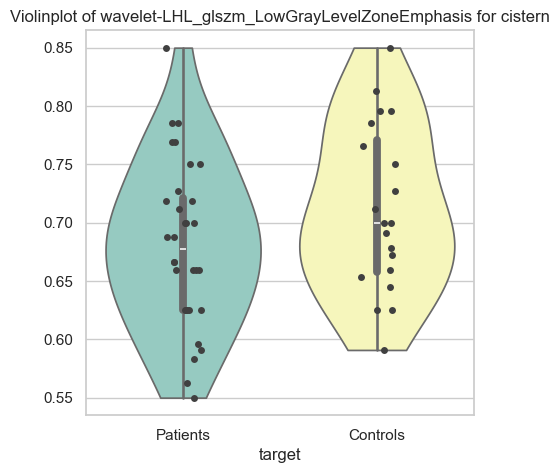 Violinplot of wavelet-LHL_glszm_LowGrayLevelZoneEmphasis for cistern
0.85
0.80
0.75
0.70
0.65
0.60
0.55
Patients Controls
target